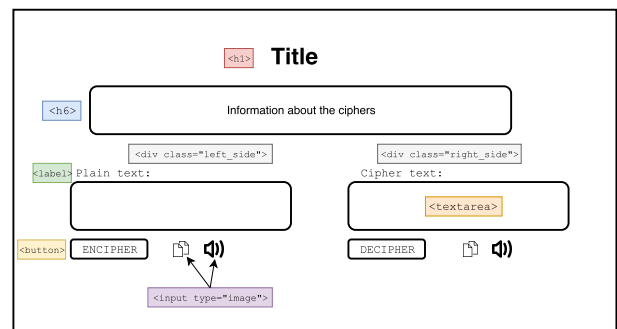 <h1> Title
<h6> Information about the ciphers
<div class="left_side"> <div class="right_side">
<label> Plain text: Cipher text:
<textarea>
<button> ENCIPHER DECIPHER
<input type="image">